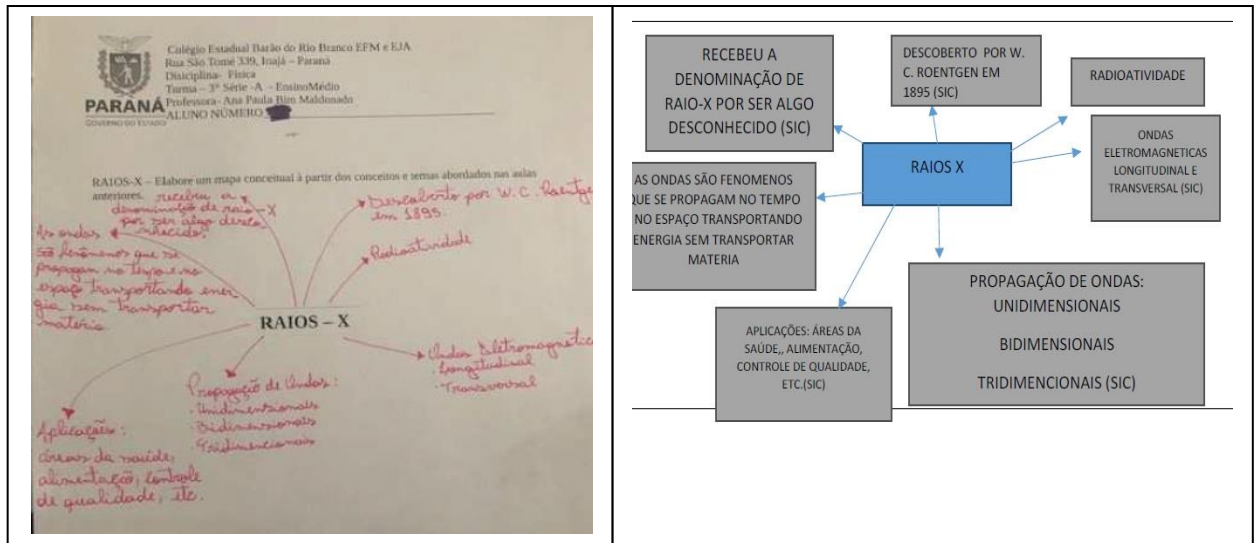 Colégio Estadual Barão do Rio Branco EFM e EJA
Rua São Tomé 339, Inajá – Paraná
Disciplina- Física
Turma – 3ª Série -A - EnsinoMédio
Professora- Ana Paula Bim Maldonado
ALUNO NÚMERO
PARANÁ
GOVERNO DO ESTADO
RAIOS-X – Elabore um mapa conceitual à partir dos conceitos e temas abordados nas aulas
anteriores.
recebeu a
denominação de raio-X
por ser algo desco-
nhecido.
Descoberto por W. C. Roentge
em 1895.
Radioatividade
As ondas
são fenômenos que se
propagam no tempo e no
espaço transportando ener-
gia sem transportar
matéria
RAIOS – X
Ondas Eletromagnetica
· Longitudinal
· Transversal
Propagação de Ondas:
· Unidimensionais
· Bidimensionais
· Tridimencionais
Aplicações:
áreas da saúde,
alimentação, controle
de qualidade, etc.
RECEBEU A
DENOMINAÇÃO DE
RAIO-X POR SER ALGO
DESCONHECIDO (SIC)
DESCOBERTO POR W.
C. ROENTGEN EM
1895 (SIC)
RADIOATIVIDADE
ONDAS
ELETROMAGNETICAS
LONGITUDINAL E
TRANSVERSAL (SIC)
RAIOS X
AS ONDAS SÃO FENOMENOS
QUE SE PROPAGAM NO TEMPO
NO ESPAÇO TRANSPORTANDO
ENERGIA SEM TRANSPORTAR
MATERIA
APLICAÇÕES: ÁREAS DA
SAÚDE,, ALIMENTAÇÃO,
CONTROLE DE QUALIDADE,
ETC.(SIC)
PROPAGAÇÃO DE ONDAS:
UNIDIMENSIONAIS
BIDIMENSIONAIS
TRIDIMENCIONAIS (SIC)